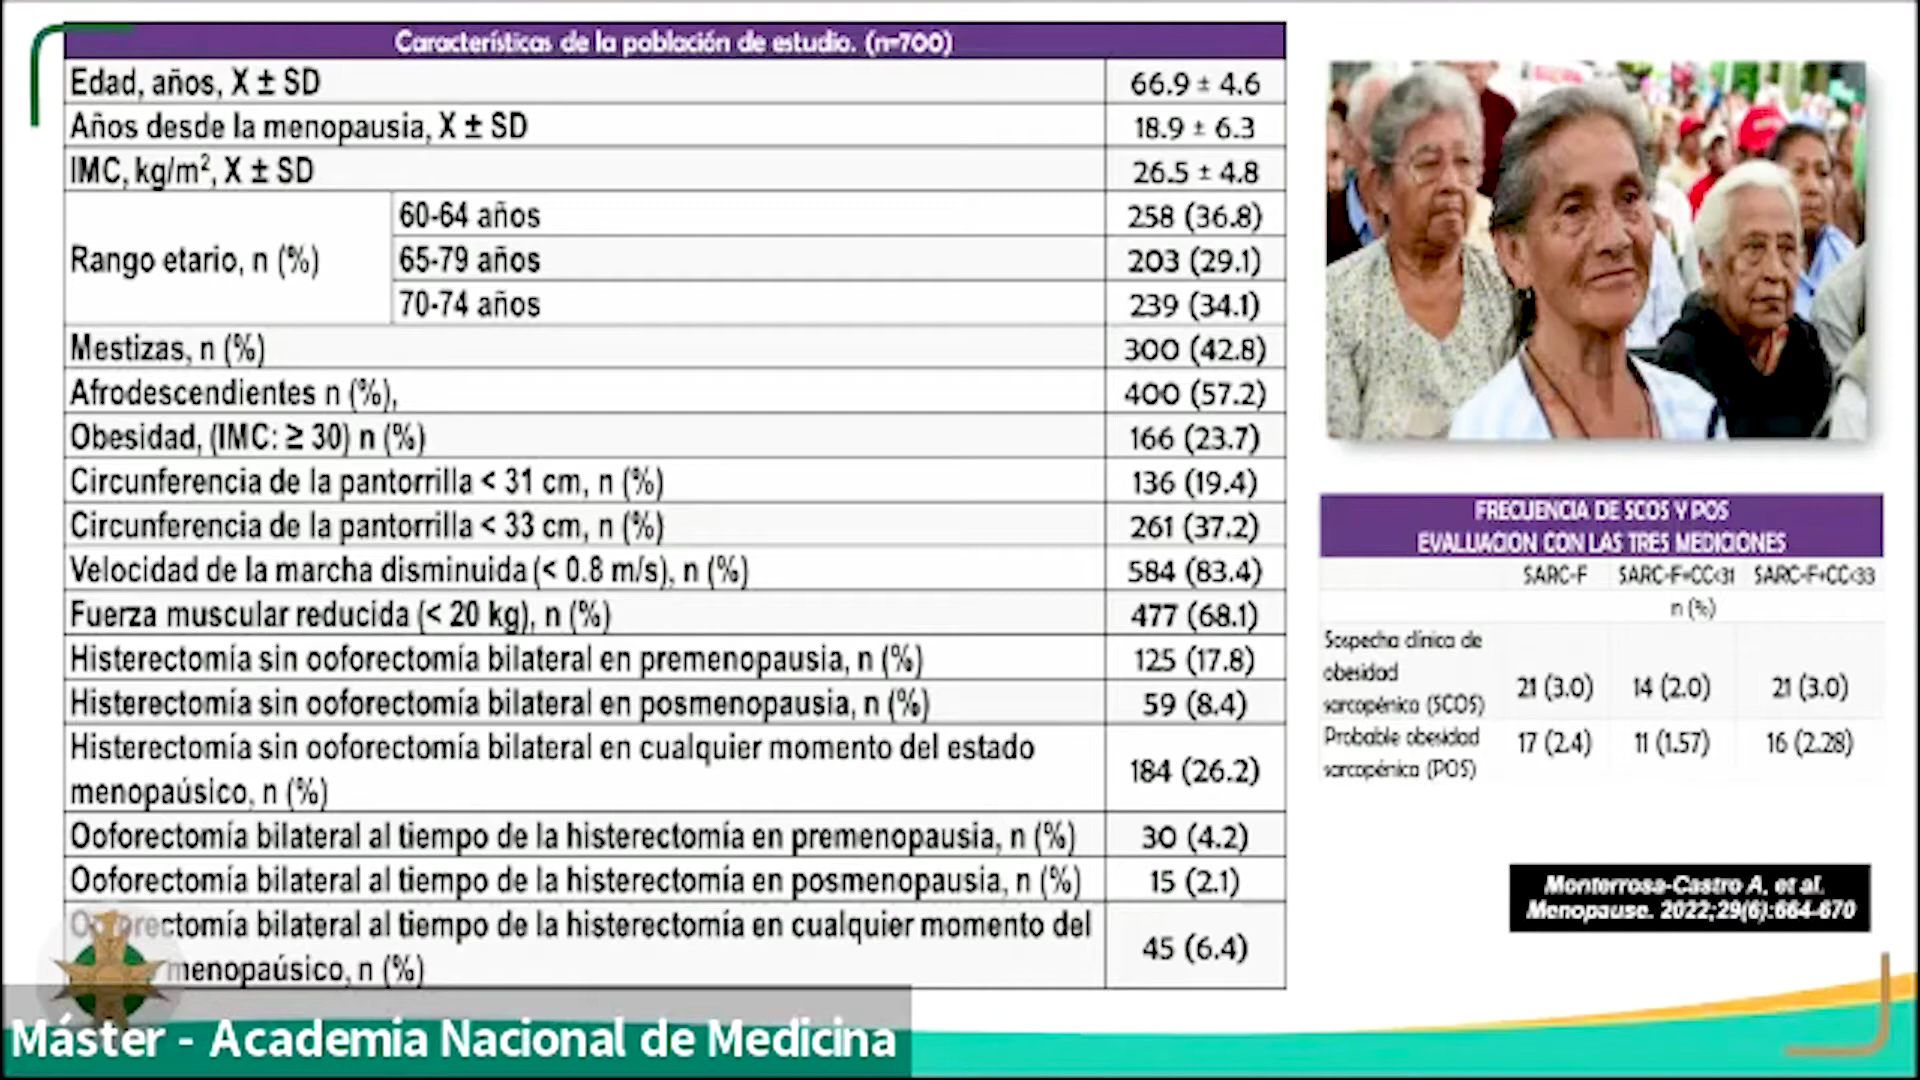 Características de la población de estudio. (n=700)
Edad, años, X ± SD 66.9 ± 4.6
Años desde la menopausia, X ± SD 18.9 ± 6.3
IMC, kg/m², X ± SD 26.5 ± 4.8
Rango etario, n (%)
60-64 años 258 (36.8)
65-79 años 203 (29.1)
70-74 años 239 (34.1)
Mestizas, n (%) 300 (42.8)
Afrodescendientes n (%), 400 (57.2)
Obesidad, (IMC: ≥ 30) n (%) 166 (23.7)
Circunferencia de la pantorrilla < 31 cm, n (%) 136 (19.4)
Circunferencia de la pantorrilla < 33 cm, n (%) 261 (37.2)
Velocidad de la marcha disminuida (< 0.8 m/s), n (%) 584 (83.4)
Fuerza muscular reducida (< 20 kg), n (%) 477 (68.1)
Histerectomía sin ooforectomía bilateral en premenopausia, n (%) 125 (17.8)
Histerectomía sin ooforectomía bilateral en posmenopausia, n (%) 59 (8.4)
Histerectomía sin ooforectomía bilateral en cualquier momento del estado
menopaúsico, n (%) 184 (26.2)
Ooforectomía bilateral al tiempo de la histerectomía en premenopausia, n (%) 30 (4.2)
Ooforectomía bilateral al tiempo de la histerectomía en posmenopausia, n (%) 15 (2.1)
Ooforectomía bilateral al tiempo de la histerectomía en cualquier momento del
menopaúsico, n (%) 45 (6.4)
FRECUENCIA DE SCOS Y POS
EVALUACION CON LAS TRES MEDICIONES
SARC-F SARC-F+CC<31 SARC-F+CC<33
n (%)
Sospecha clínica de
obesidad
sarcopénica (SCOS) 21 (3.0) 14 (2.0) 21 (3.0)
Probable obesidad
sarcopénica (POS) 17 (2.4) 11 (1.57) 16 (2.28)
Monterrosa-Castro A, et al.
Menopause. 2022;29(6):664-670
Máster - Academia Nacional de Medicina